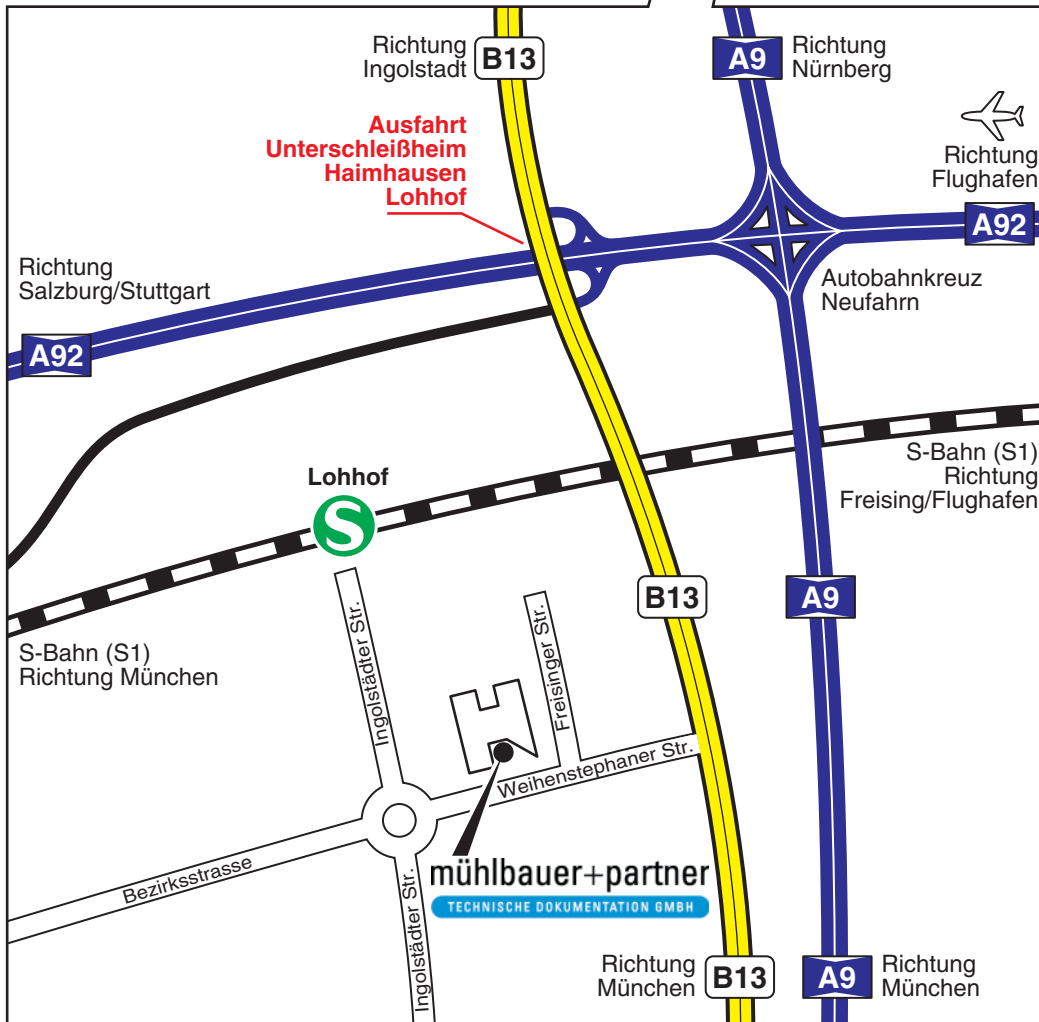 Richtung
Ingolstadt
B13
A9
Richtung
Nürnberg
Ausfahrt
Unterschleißheim
Haimhausen
Lohhof
Richtung
Flughafen
A92
Richtung
Salzburg/Stuttgart
A92
Autobahnkreuz
Neufahrn
S-Bahn (S1)
Richtung
Freising/Flughafen
Lohhof
S
B13
A9
S-Bahn (S1)
Richtung München
Ingolstädter Str.
Freisinger Str.
Weihenstephaner Str.
Bezirksstrasse
Ingolstädter Str.
mühlbauer+partner
TECHNISCHE DOKUMENTATION GMBH
Richtung
München
B13
A9
Richtung
München